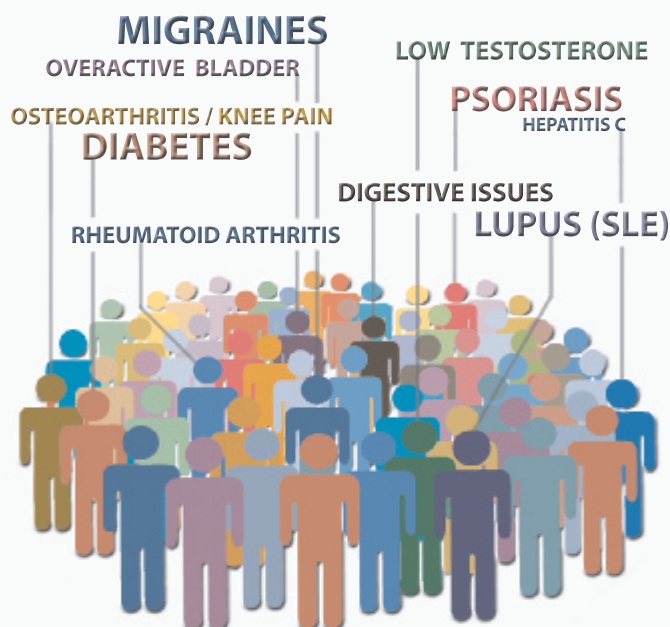 MIGRAINES
OVERACTIVE BLADDER
LOW TESTOSTERONE
OSTEOARTHRITIS / KNEE PAIN
PSORIASIS
HEPATITIS C
DIABETES
DIGESTIVE ISSUES
RHEUMATOID ARTHRITIS
LUPUS (SLE)